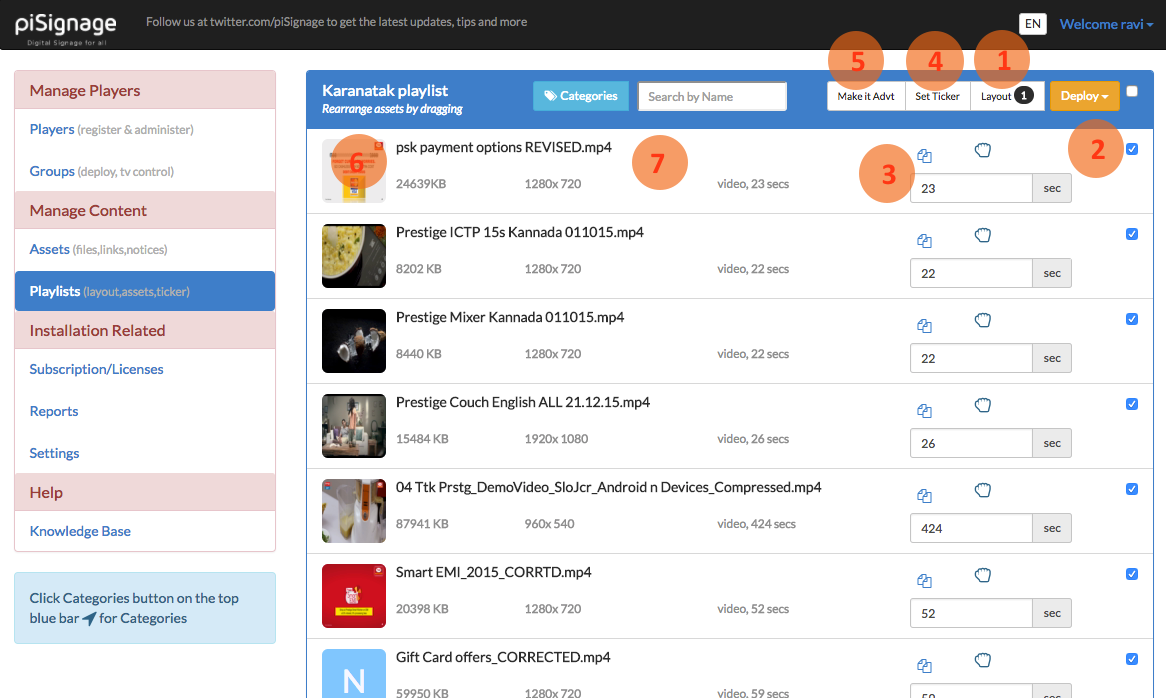 piSignage
Digital Signage for all
Follow us at twitter.com/piSignage to get the latest updates, tips and more
EN
Welcome ravi
Manage Players
Players (register & administer)
Groups (deploy, tv control)
Manage Content
Assets (files,links,notices)
Playlists (layout,assets,ticker)
Installation Related
Subscription/Licenses
Reports
Settings
Help
Knowledge Base
Click Categories button on the top
blue bar for Categories
5
4
1
Karanatak playlist
Rearrange assets by dragging
Categories
Search by Name
Make it Advt
Set Ticker
Layout 1
Deploy
2
6
7
3
psk payment options REVISED.mp4
24639KB
1280x 720
video, 23 secs
23
sec
Prestige ICTP 15s Kannada 011015.mp4
8202 KB
1280x 720
video, 22 secs
22
sec
Prestige Mixer Kannada 011015.mp4
8440 KB
1280x 720
video, 22 secs
22
sec
Prestige Couch English ALL 21.12.15.mp4
15484 KB
1920x 1080
video, 26 secs
26
sec
04 Ttk Prstg_DemoVideo_SloJcr_Android n Devices_Compressed.mp4
87941 KB
960x 540
video, 424 secs
424
sec
Smart EMI_2015_CORRTD.mp4
20398 KB
1280x 720
video, 52 secs
52
sec
N
Gift Card offers_CORRECTED.mp4
59950 KB
1280x 720
video, 59 secs
59
sec